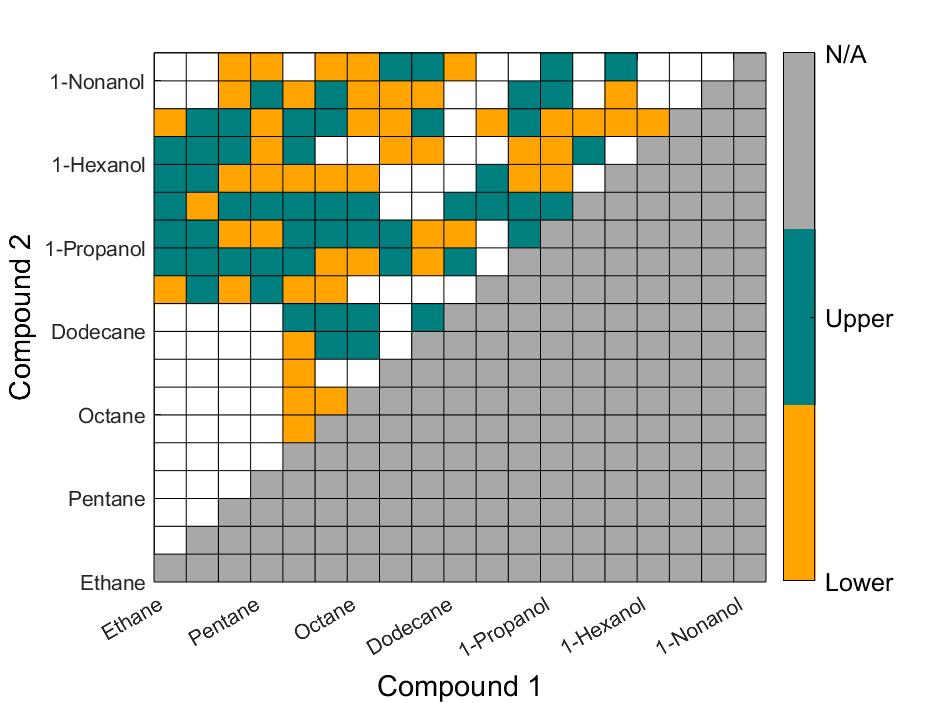 N/A
1-Nonanol
1-Hexanol
1-Propanol
Dodecane
Octane
Pentane
Ethane
Compound 2
Upper
Lower
Ethane
Pentane
Octane
Dodecane
1-Propanol
1-Hexanol
1-Nonanol
Compound 1